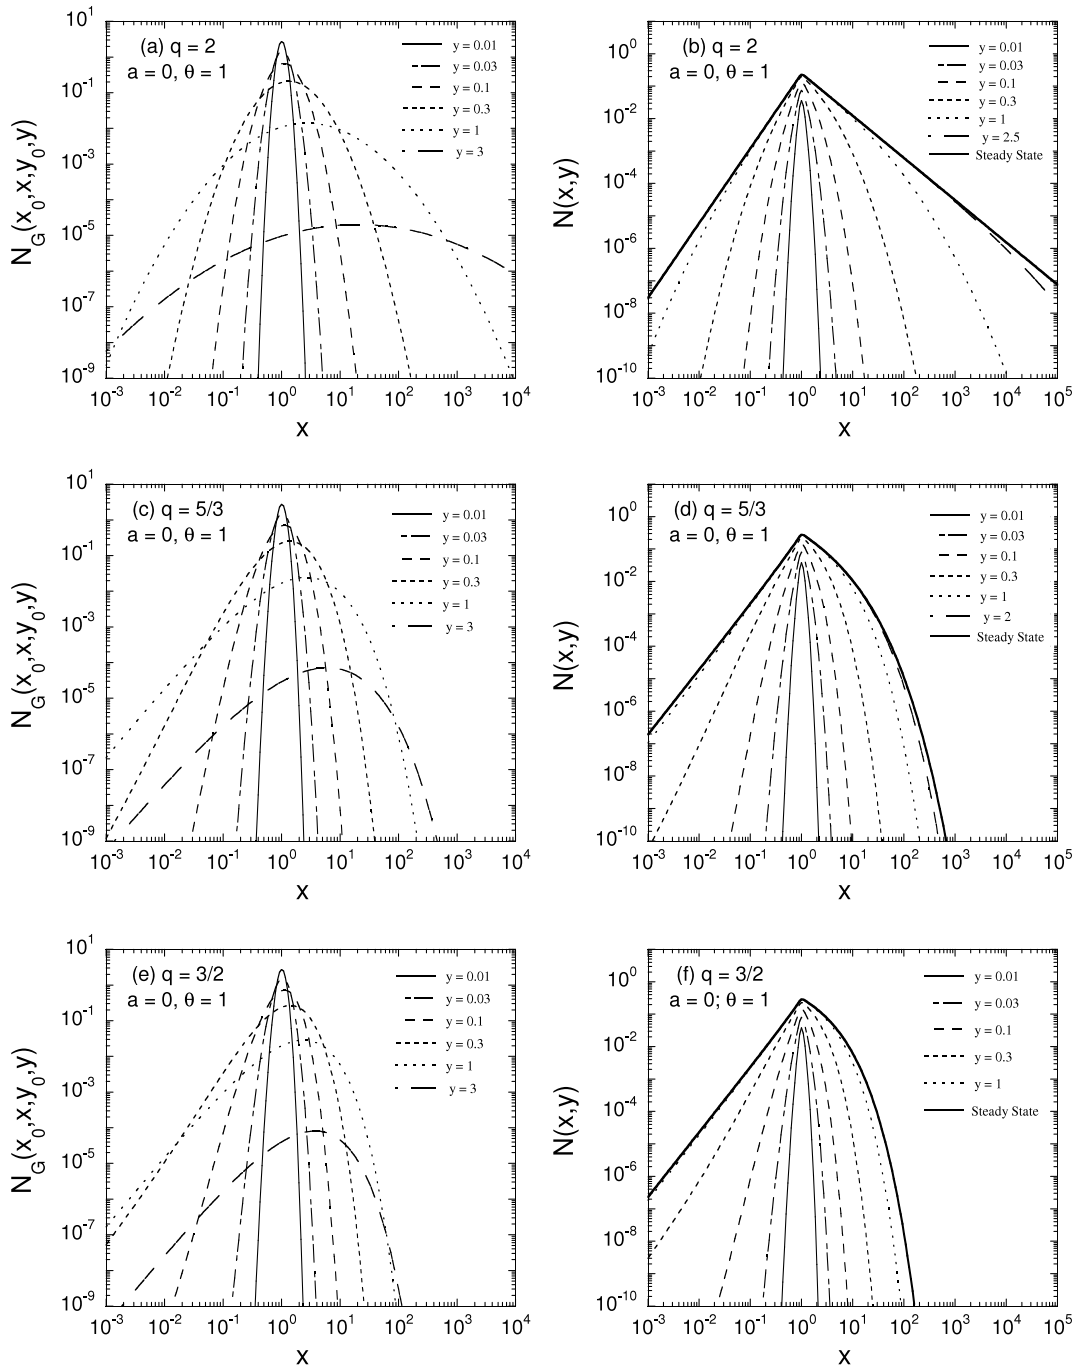 (a) q = 2
a = 0, θ = 1
y = 0.01
y = 0.03
y = 0.1
y = 0.3
y = 1
y = 3
10^1
10^-1
10^-3
10^-5
10^-7
10^-9
N_G(x_0,x,y_0,y)
10^-3 10^-2 10^-1 10^0 10^1 10^2 10^3 10^4
x
(b) q = 2
a = 0, θ = 1
y = 0.01
y = 0.03
y = 0.1
y = 0.3
y = 1
y = 2.5
Steady State
10^0
10^-2
10^-4
10^-6
10^-8
10^-10
N(x,y)
10^-3 10^-2 10^-1 10^0 10^1 10^2 10^3 10^4 10^5
x
(c) q = 5/3
a = 0, θ = 1
y = 0.01
y = 0.03
y = 0.1
y = 0.3
y = 1
y = 3
10^1
10^-1
10^-3
10^-5
10^-7
10^-9
N_G(x_0,x,y_0,y)
10^-3 10^-2 10^-1 10^0 10^1 10^2 10^3 10^4
x
(d) q = 5/3
a = 0, θ = 1
y = 0.01
y = 0.03
y = 0.1
y = 0.3
y = 1
y = 2
Steady State
10^0
10^-2
10^-4
10^-6
10^-8
10^-10
N(x,y)
10^-3 10^-2 10^-1 10^0 10^1 10^2 10^3 10^4 10^5
x
(e) q = 3/2
a = 0, θ = 1
y = 0.01
y = 0.03
y = 0.1
y = 0.3
y = 1
y = 3
10^1
10^-1
10^-3
10^-5
10^-7
10^-9
N_G(x_0,x,y_0,y)
10^-3 10^-2 10^-1 10^0 10^1 10^2 10^3 10^4
x
(f) q = 3/2
a = 0; θ = 1
y = 0.01
y = 0.03
y = 0.1
y = 0.3
y = 1
Steady State
10^0
10^-2
10^-4
10^-6
10^-8
10^-10
N(x,y)
10^-3 10^-2 10^-1 10^0 10^1 10^2 10^3 10^4 10^5
x